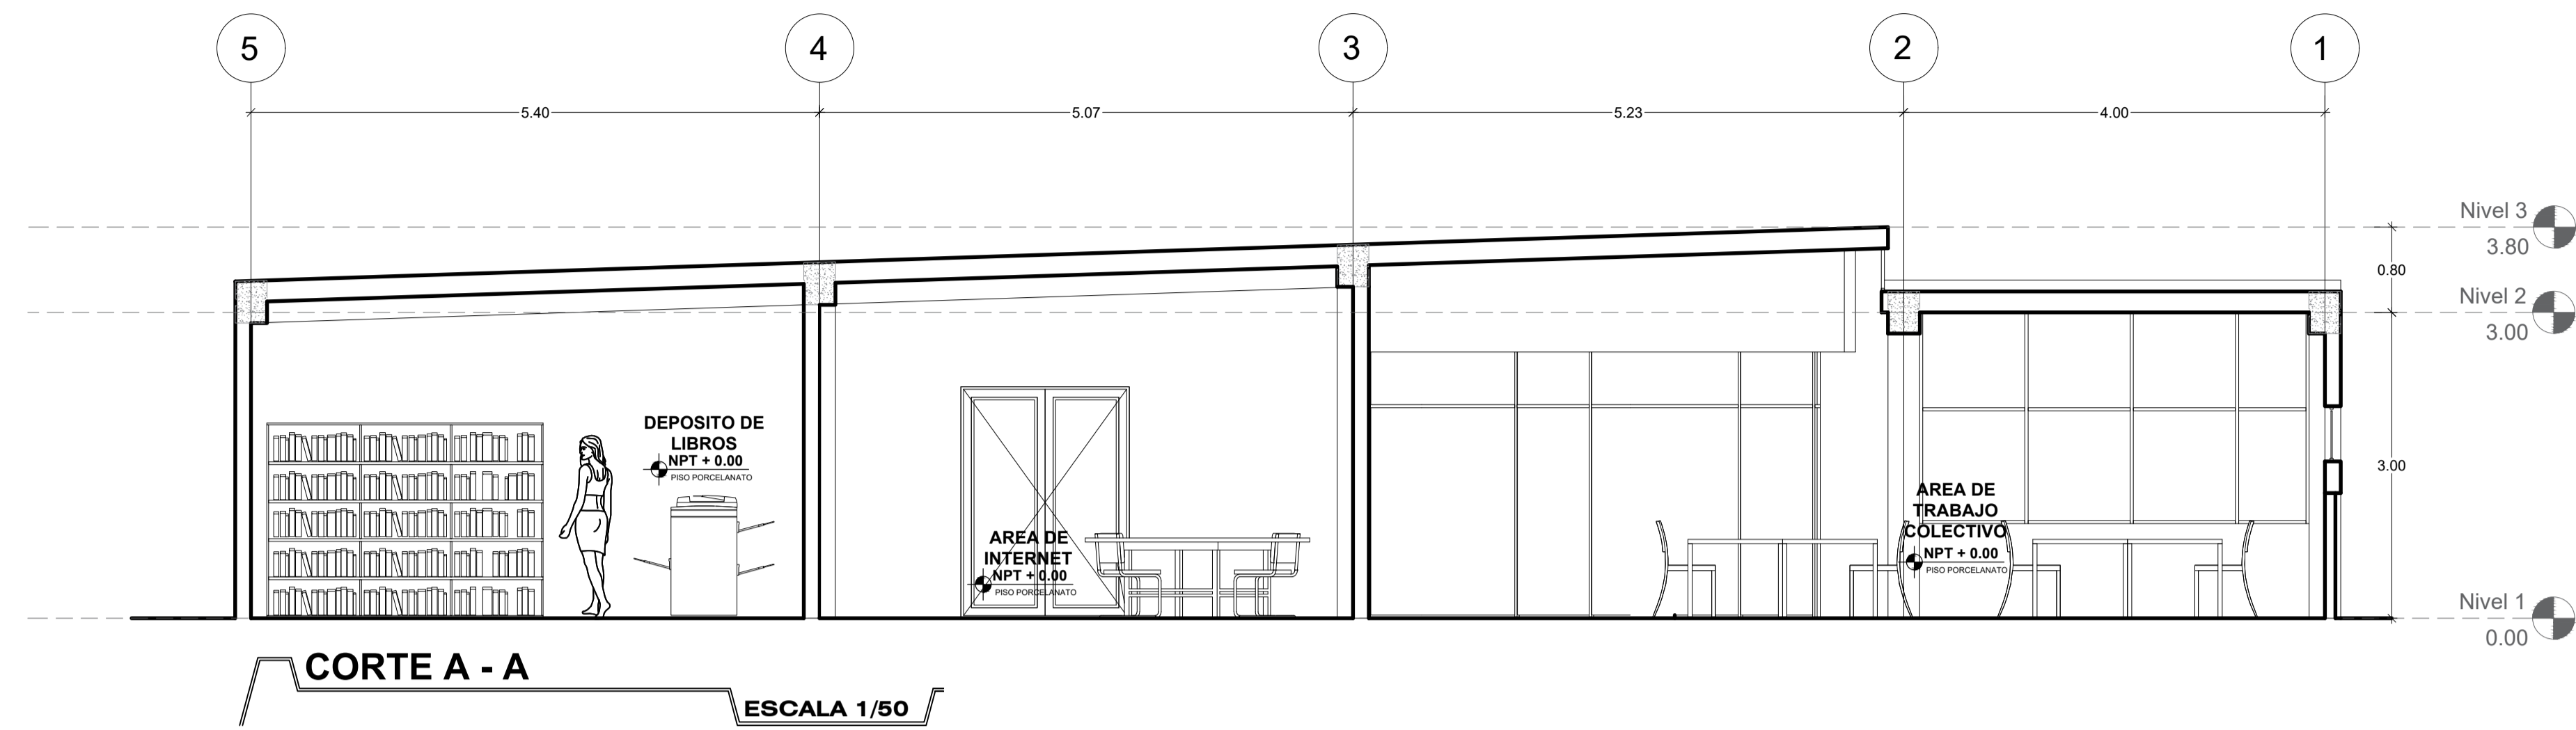 5 4 3 2 1
5.40 5.07 5.23 4.00
Nivel 3
3.80
0.80
Nivel 2
3.00
DEPOSITO DE
LIBROS
NPT + 0.00
PISO PORCELANATO
3.00
AREA DE
TRABAJO
COLECTIVO
NPT + 0.00
PISO PORCELANATO
AREA DE
INTERNET
NPT + 0.00
PISO PORCELANATO
Nivel 1
0.00
CORTE A - A
ESCALA 1/50